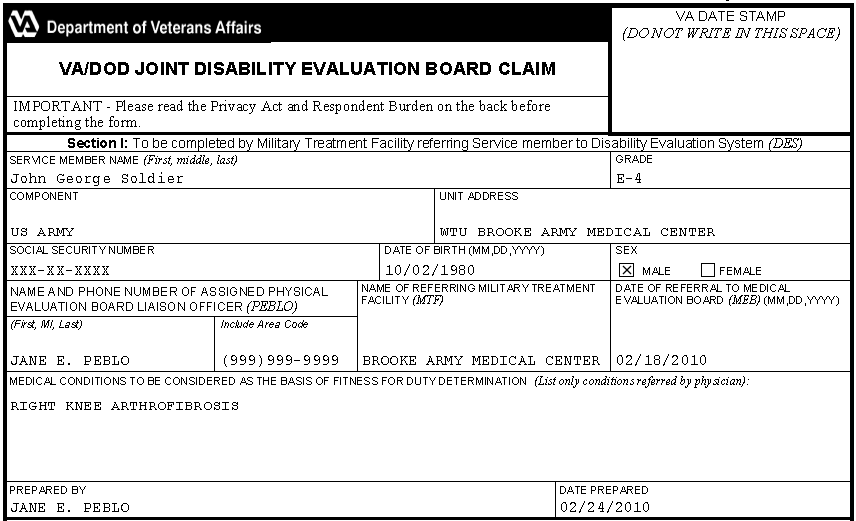 VA Department of Veterans Affairs
VA DATE STAMP
(DO NOT WRITE IN THIS SPACE)
VA/DOD JOINT DISABILITY EVALUATION BOARD CLAIM
IMPORTANT - Please read the Privacy Act and Respondent Burden on the back before
completing the form.
Section I: To be completed by Military Treatment Facility referring Service member to Disability Evaluation System (DES)
SERVICE MEMBER NAME (First, middle, last)
John George Soldier
GRADE
E-4
COMPONENT
US ARMY
UNIT ADDRESS
WTU BROOKE ARMY MEDICAL CENTER
SOCIAL SECURITY NUMBER
XXX-XX-XXXX
DATE OF BIRTH (MM,DD,YYYY)
10/02/1980
SEX
X MALE FEMALE
NAME AND PHONE NUMBER OF ASSIGNED PHYSICAL
EVALUATION BOARD LIAISON OFFICER (PEBLO)
(First, MI, Last)
JANE E. PEBLO
Include Area Code
(999)999-9999
NAME OF REFERRING MILITARY TREATMENT
FACILITY (MTF)
BROOKE ARMY MEDICAL CENTER
DATE OF REFERRAL TO MEDICAL
EVALUATION BOARD (MEB) (MM,DD,YYYY)
02/18/2010
MEDICAL CONDITIONS TO BE CONSIDERED AS THE BASIS OF FITNESS FOR DUTY DETERMINATION (List only conditions referred by physician):
RIGHT KNEE ARTHROFIBROSIS
PREPARED BY
JANE E. PEBLO
DATE PREPARED
02/24/2010